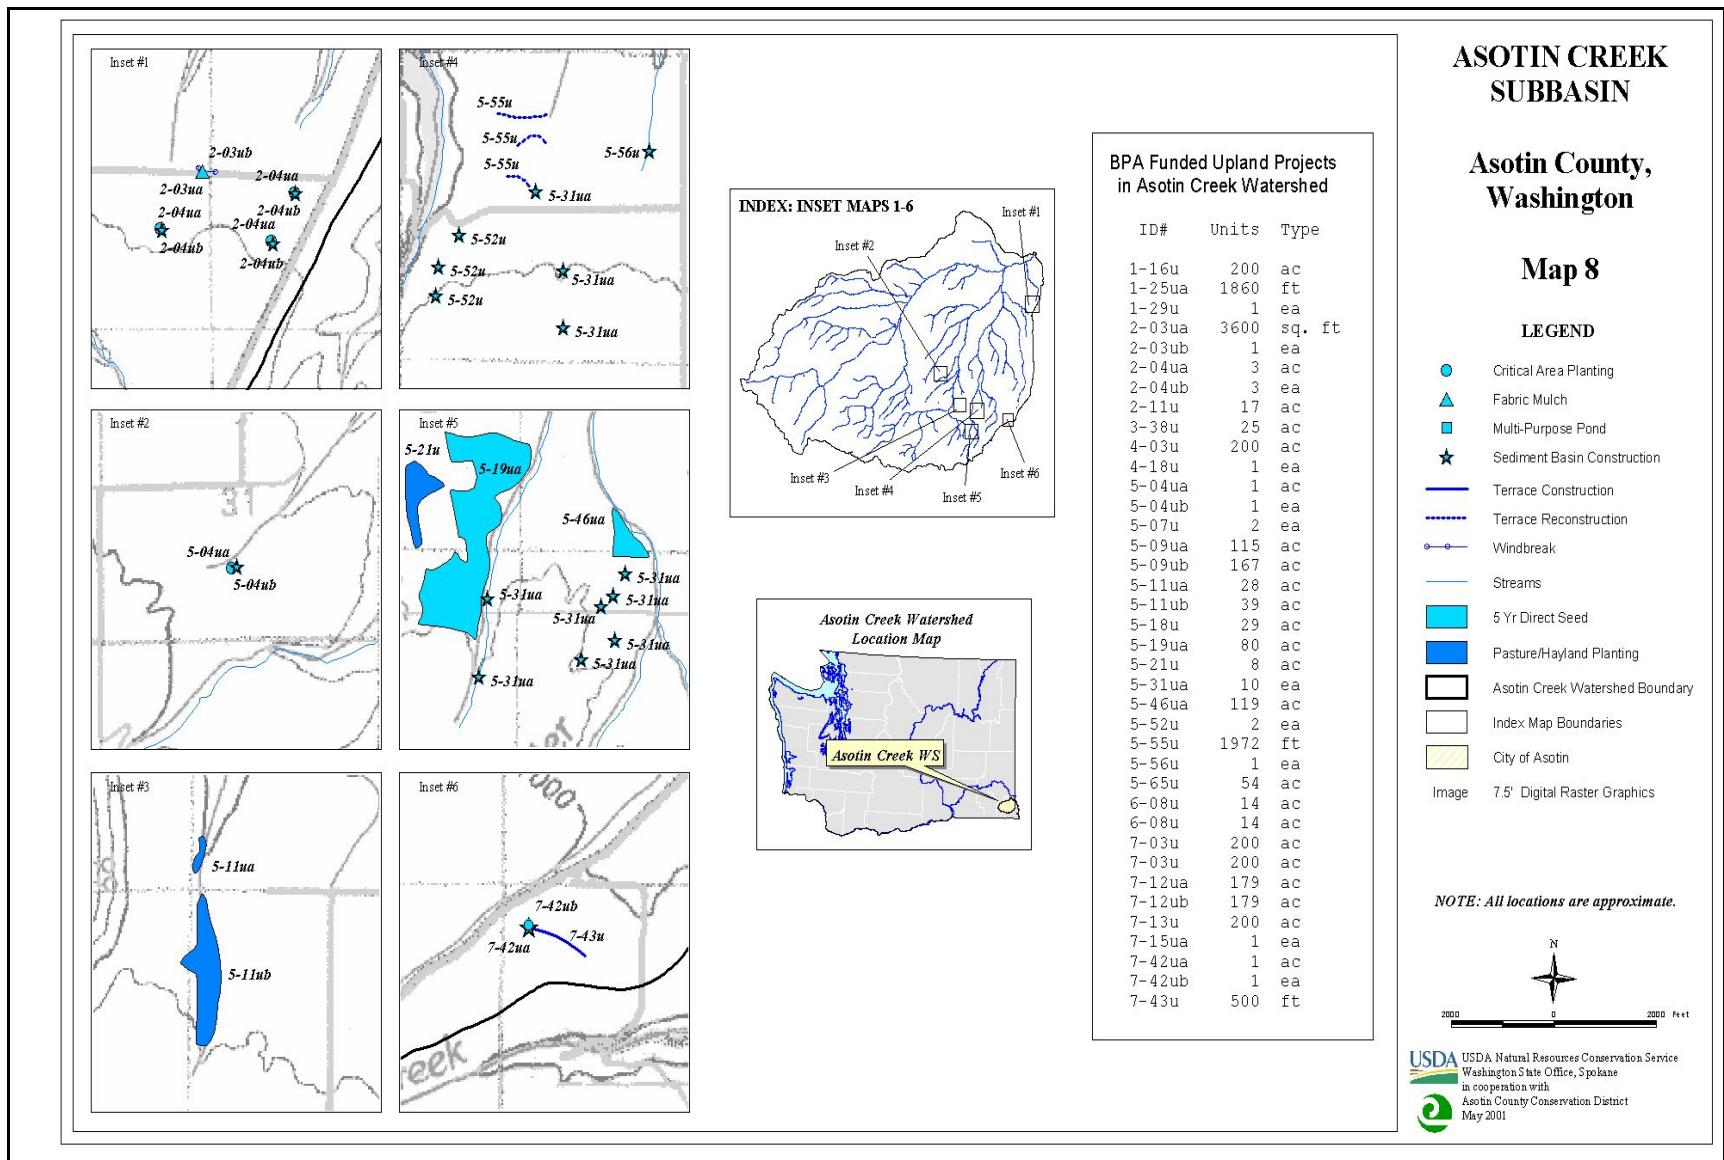 Inset #1
2-03ub
2-03ua
2-04ua
2-04ub
2-04ua
2-04ub
2-04ua
2-04ub
Inset #4
5-55u
5-55u
5-55u
5-56u
5-31ua
5-52u
5-52u
5-52u
5-31ua
5-31ua
Inset #2
31
5-04ua
5-04ub
Inset #5
5-21u
5-19ua
5-46ua
5-31ua
5-31ua
5-31ua
5-31ua
5-31ua
5-31ua
5-31ua
Inset #3
5-11ua
5-11ub
Inset #6
7-42ub
7-42ua
7-43u
eek
INDEX: INSET MAPS 1-6
Inset #1
Inset #2
Inset #3
Inset #4
Inset #5
Inset #6
Asotin Creek Watershed
Location Map
Asotin Creek WS
BPA Funded Upland Projects
in Asotin Creek Watershed
ID# Units Type
1-16u 200 ac
1-25ua 1860 ft
1-29u 1 ea
2-03ua 3600 sq. ft
2-03ub 1 ea
2-04ua 3 ac
2-04ub 3 ea
2-11u 17 ac
3-38u 25 ac
4-03u 200 ac
4-18u 1 ea
5-04ua 1 ac
5-04ub 1 ea
5-07u 2 ea
5-09ua 115 ac
5-09ub 167 ac
5-11ua 28 ac
5-11ub 39 ac
5-18u 29 ac
5-19ua 80 ac
5-21u 8 ac
5-31ua 10 ea
5-46ua 119 ac
5-52u 2 ea
5-55u 1972 ft
5-56u 1 ea
5-65u 54 ac
6-08u 14 ac
6-08u 14 ac
7-03u 200 ac
7-03u 200 ac
7-12ua 179 ac
7-12ub 179 ac
7-13u 200 ac
7-15ua 1 ea
7-42ua 1 ac
7-42ub 1 ea
7-43u 500 ft
ASOTIN CREEK
SUBBASIN
Asotin County,
Washington
Map 8
LEGEND
Critical Area Planting
Fabric Mulch
Multi-Purpose Pond
Sediment Basin Construction
Terrace Construction
Terrace Reconstruction
Windbreak
Streams
5 Yr Direct Seed
Pasture/Hayland Planting
Asotin Creek Watershed Boundary
Index Map Boundaries
City of Asotin
Image 7.5' Digital Raster Graphics
NOTE: All locations are approximate.
N
2000 0 2000 Feet
USDA
USDA Natural Resources Conservation Service
Washington State Office, Spokane
in cooperation with
Asotin County Conservation District
May 2001